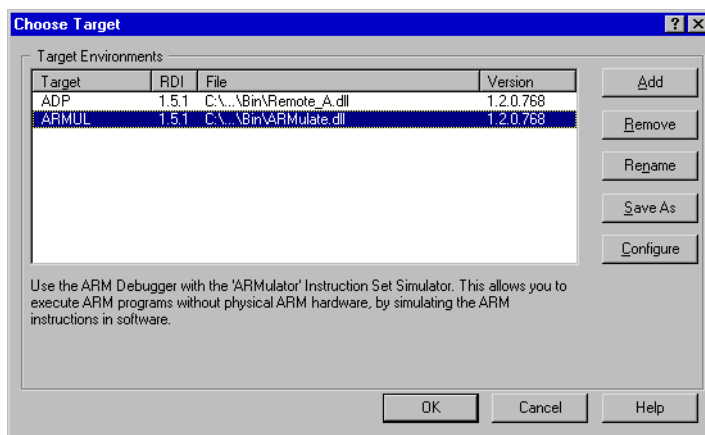 Choose Target
Target Environments
Target RDI File Version
ADP 1.5.1 C:\...\Bin\Remote_A.dll 1.2.0.768
ARMUL 1.5.1 C:\...\Bin\ARMulate.dll 1.2.0.768
Add
Remove
Rename
Save As
Configure
Use the ARM Debugger with the 'ARMulator' Instruction Set Simulator. This allows you to
execute ARM programs without physical ARM hardware, by simulating the ARM
instructions in software.
OK Cancel Help